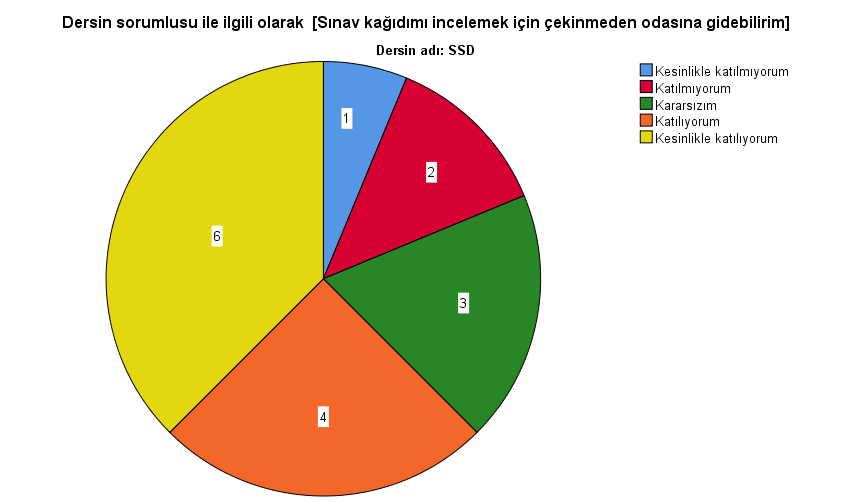 Dersin sorumlusu ile ilgili olarak [Sınav kağıdımı incelemek için çekinmeden odasına gidebilirim]
Dersin adı: SSD
Kesinlikle katılmıyorum
Katılmıyorum
Kararsızım
Katılıyorum
Kesinlikle katılıyorum
1
2
6
3
4